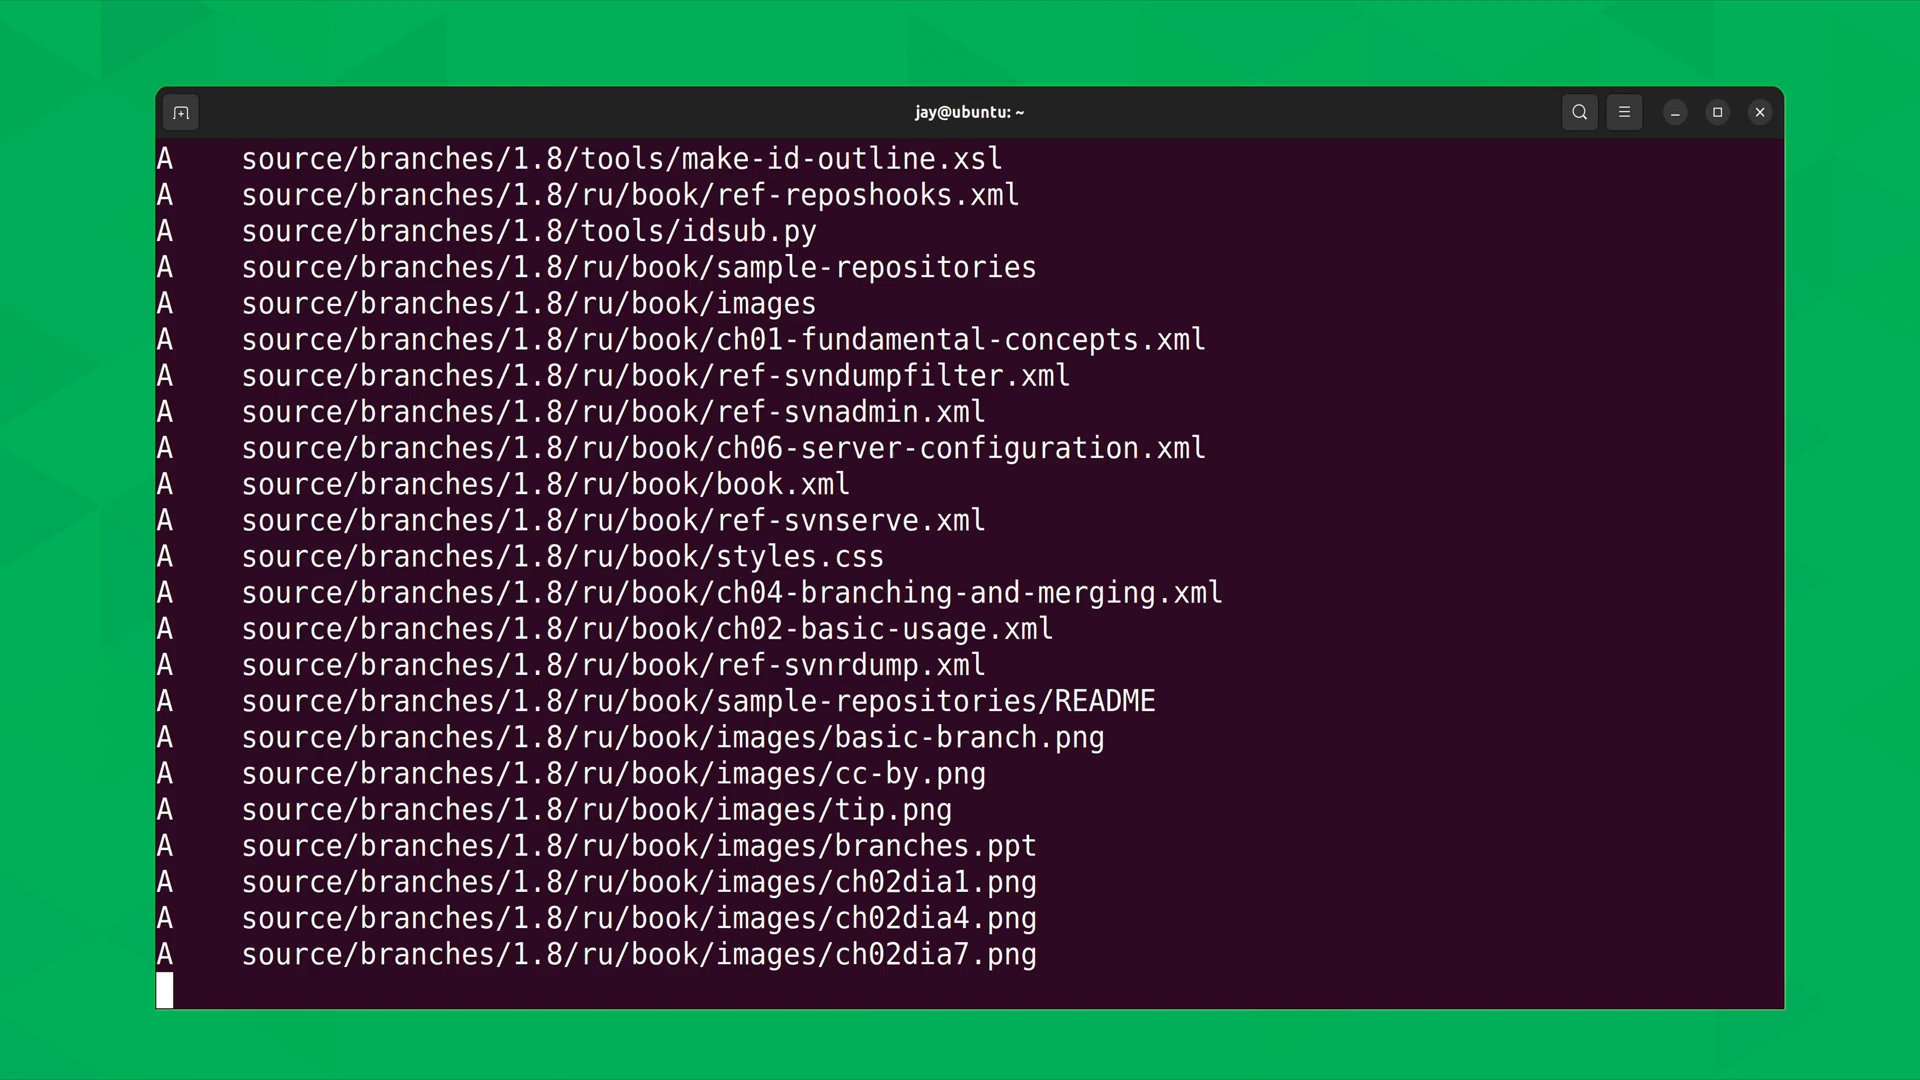 jay@ubuntu: ~
A    source/branches/1.8/tools/make-id-outline.xsl
A    source/branches/1.8/ru/book/ref-reposhooks.xml
A    source/branches/1.8/tools/idsub.py
A    source/branches/1.8/ru/book/sample-repositories
A    source/branches/1.8/ru/book/images
A    source/branches/1.8/ru/book/ch01-fundamental-concepts.xml
A    source/branches/1.8/ru/book/ref-svndumpfilter.xml
A    source/branches/1.8/ru/book/ref-svnadmin.xml
A    source/branches/1.8/ru/book/ch06-server-configuration.xml
A    source/branches/1.8/ru/book/book.xml
A    source/branches/1.8/ru/book/ref-svnserve.xml
A    source/branches/1.8/ru/book/styles.css
A    source/branches/1.8/ru/book/ch04-branching-and-merging.xml
A    source/branches/1.8/ru/book/ch02-basic-usage.xml
A    source/branches/1.8/ru/book/ref-svnrdump.xml
A    source/branches/1.8/ru/book/sample-repositories/README
A    source/branches/1.8/ru/book/images/basic-branch.png
A    source/branches/1.8/ru/book/images/cc-by.png
A    source/branches/1.8/ru/book/images/tip.png
A    source/branches/1.8/ru/book/images/branches.ppt
A    source/branches/1.8/ru/book/images/ch02dia1.png
A    source/branches/1.8/ru/book/images/ch02dia4.png
A    source/branches/1.8/ru/book/images/ch02dia7.png